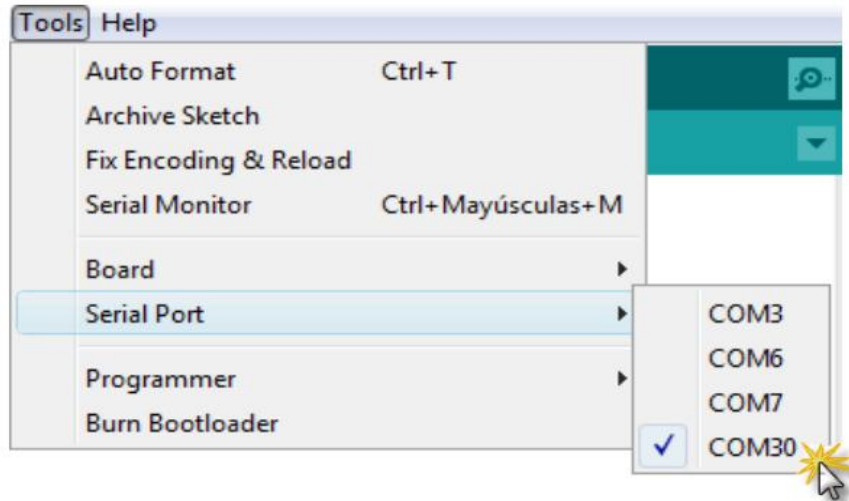 Tools Help
Auto Format Ctrl+T
Archive Sketch
Fix Encoding & Reload
Serial Monitor Ctrl+Mayúsculas+M
Board
Serial Port
Programmer
Burn Bootloader
COM3
COM6
COM7
COM30